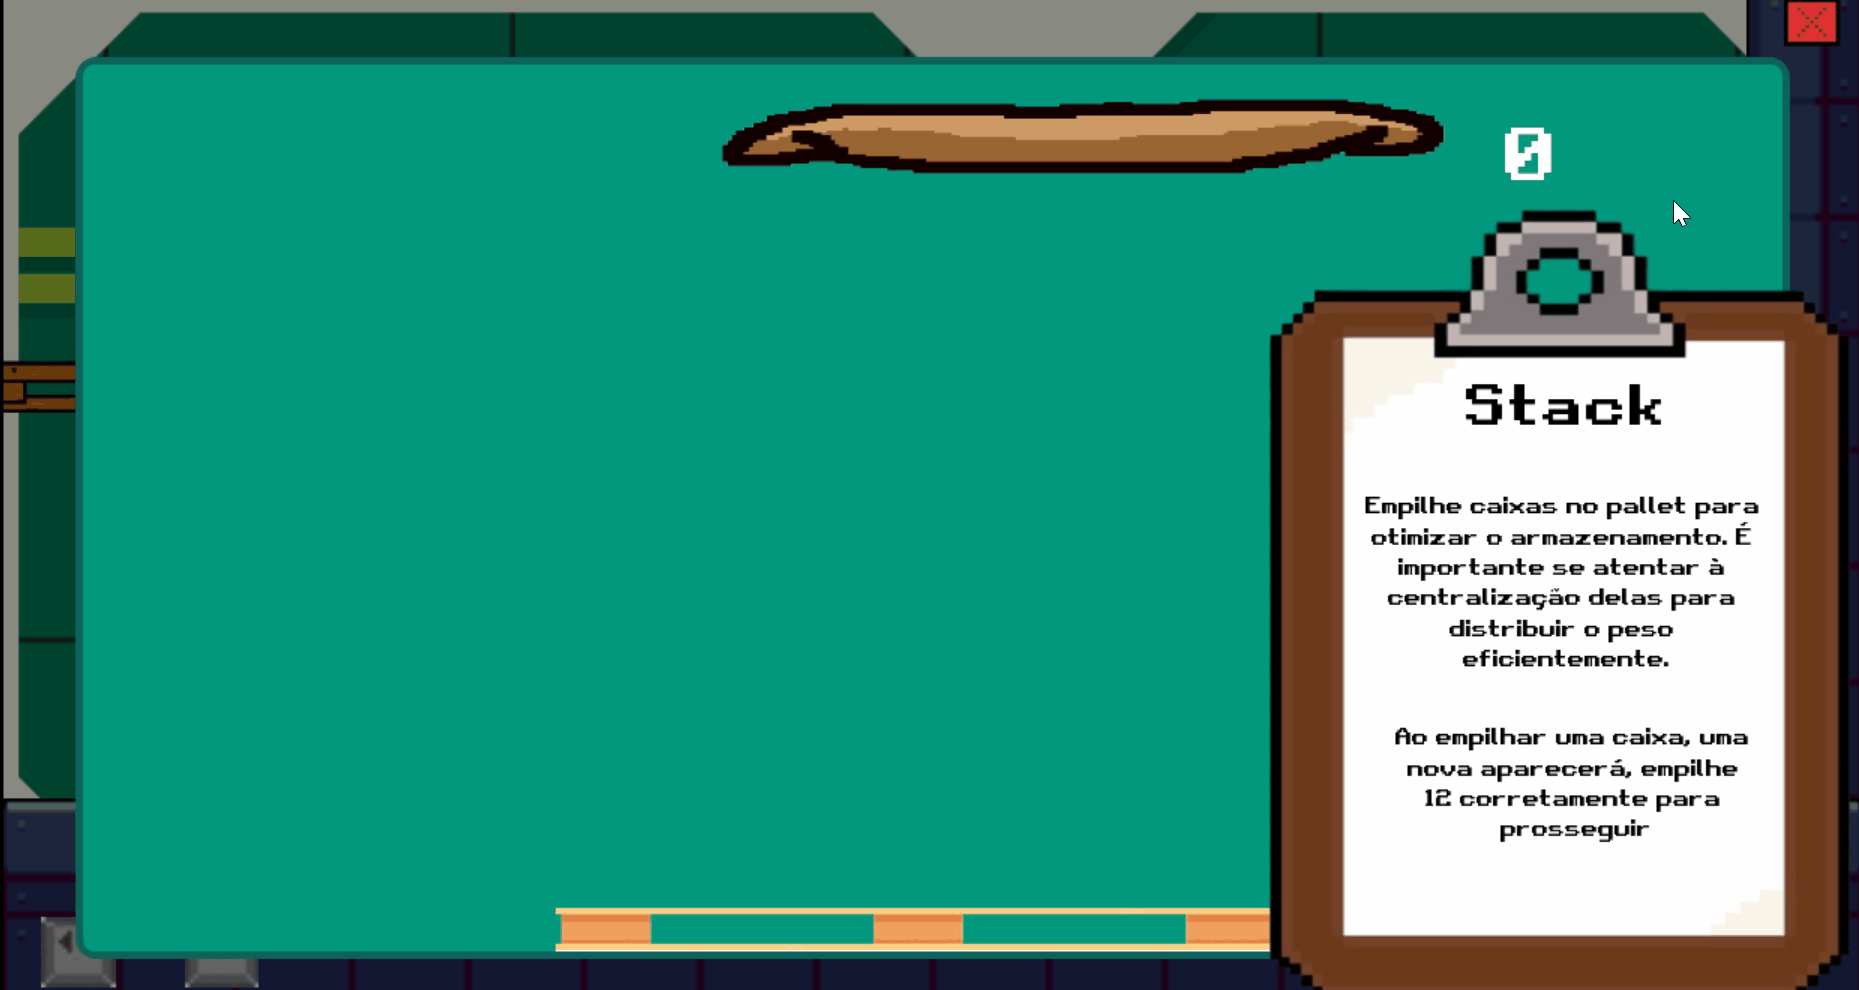 0
Stack
Empilhe caixas no pallet para
otimizar o armazenamento. É
importante se atentar à
centralização delas para
distribuir o peso
eficientemente.
Ao empilhar uma caixa, uma
nova aparecerá, empilhe
12 corretamente para
prosseguir